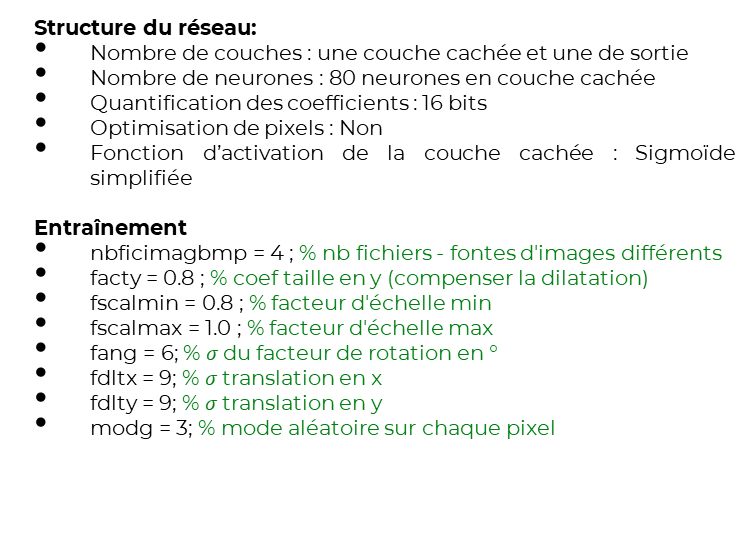 Structure du réseau:
• Nombre de couches : une couche cachée et une de sortie
• Nombre de neurones : 80 neurones en couche cachée
• Quantification des coefficients : 16 bits
• Optimisation de pixels : Non
• Fonction d’activation de la couche cachée : Sigmoïde
simplifiée
Entraînement
• nbficimagbmp = 4 ; % nb fichiers - fontes d'images différents
• facty = 0.8 ; % coef taille en y (compenser la dilatation)
• fscalmin = 0.8 ; % facteur d'échelle min
• fscalmax = 1.0 ; % facteur d'échelle max
• fang = 6; % σ du facteur de rotation en °
• fdltx = 9; % σ translation en x
• fdlty = 9; % σ translation en y
• modg = 3; % mode aléatoire sur chaque pixel